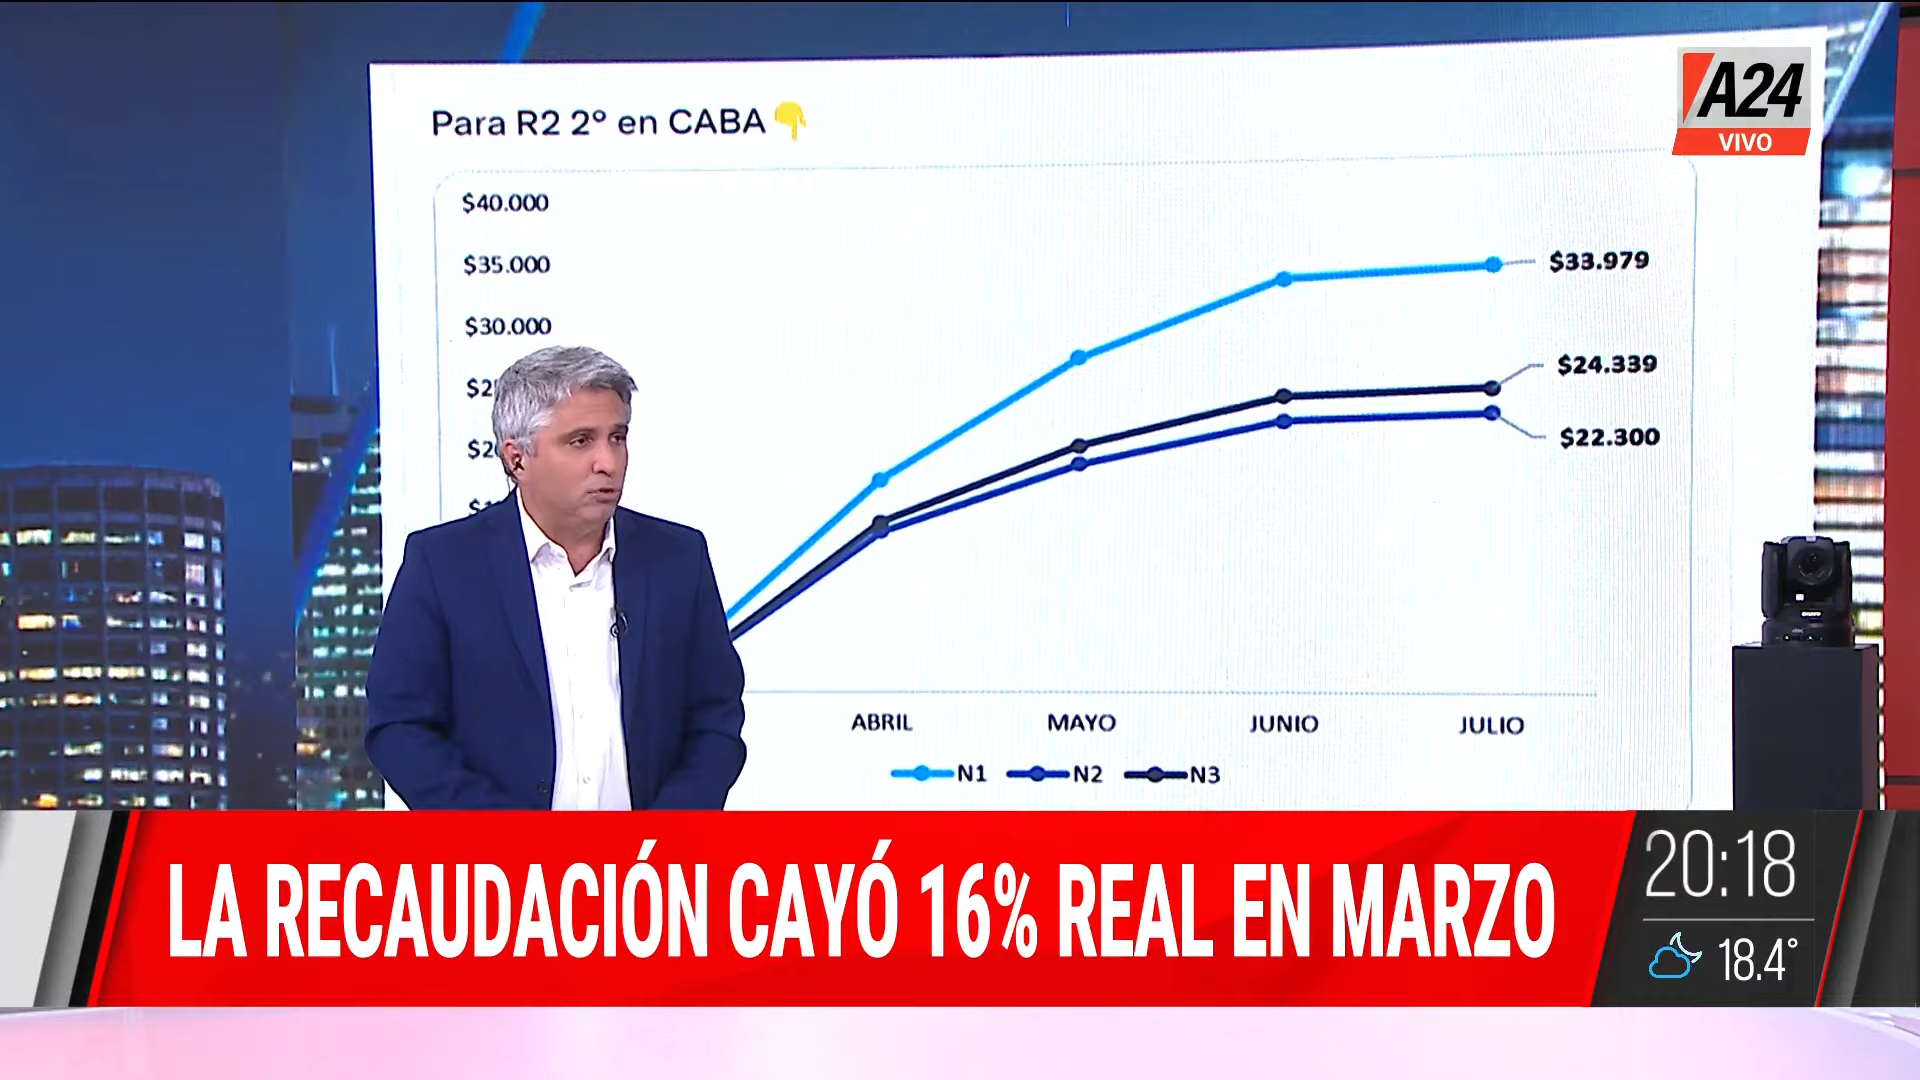 Para R2 2° en CABA👇
A24
VIVO
$40.000
$35.000
$30.000
$33.979
$24.339
$22.300
ABRIL MAYO JUNIO JULIO
N1 N2 N3
LA RECAUDACIÓN CAYÓ 16% REAL EN MARZO
20:18
18.4°